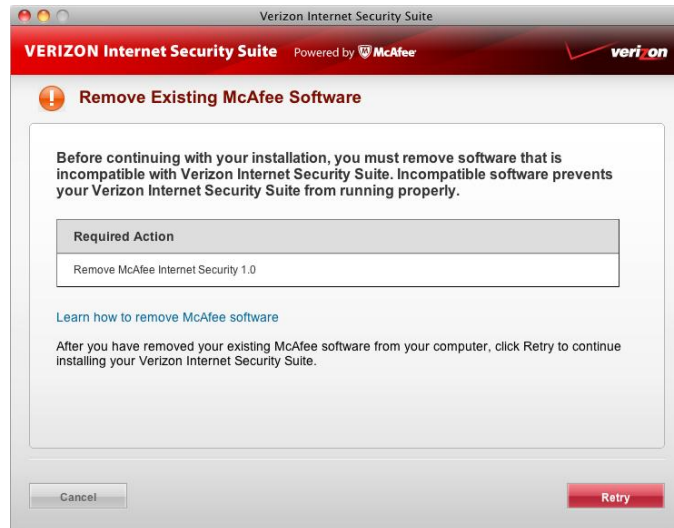 Verizon Internet Security Suite
VERIZON Internet Security Suite Powered by McAfee verizon
Remove Existing McAfee Software
Before continuing with your installation, you must remove software that is
incompatible with Verizon Internet Security Suite. Incompatible software prevents
your Verizon Internet Security Suite from running properly.
Required Action
Remove McAfee Internet Security 1.0
Learn how to remove McAfee software
After you have removed your existing McAfee software from your computer, click Retry to continue
installing your Verizon Internet Security Suite.
Cancel Retry